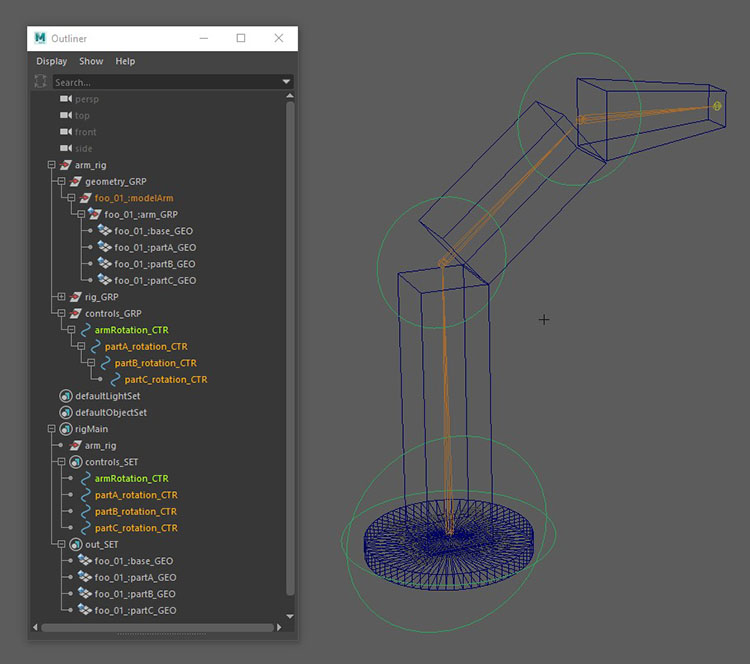 Outliner
Display Show Help
Search...
persp
top
front
side
arm_rig
geometry_GRP
foo_01_:modelArm
foo_01_:arm_GRP
foo_01_:base_GEO
foo_01_:partA_GEO
foo_01_:partB_GEO
foo_01_:partC_GEO
rig_GRP
controls_GRP
armRotation_CTR
partA_rotation_CTR
partB_rotation_CTR
partC_rotation_CTR
defaultLightSet
defaultObjectSet
rigMain
arm_rig
controls_SET
armRotation_CTR
partA_rotation_CTR
partB_rotation_CTR
partC_rotation_CTR
out_SET
foo_01_:base_GEO
foo_01_:partA_GEO
foo_01_:partB_GEO
foo_01_:partC_GEO